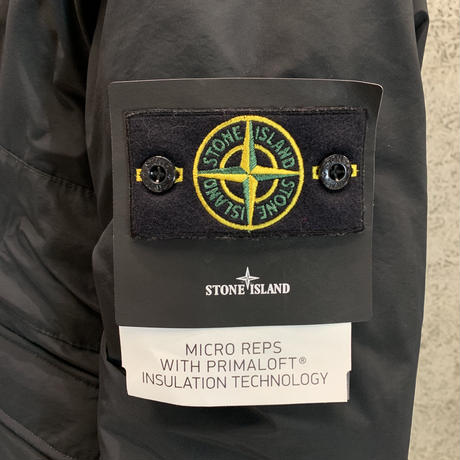 STONE ISLAND
STONE ISLAND
STONE ISLAND
MICRO REPS
WITH PRIMALOFT®
INSULATION TECHNOLOGY